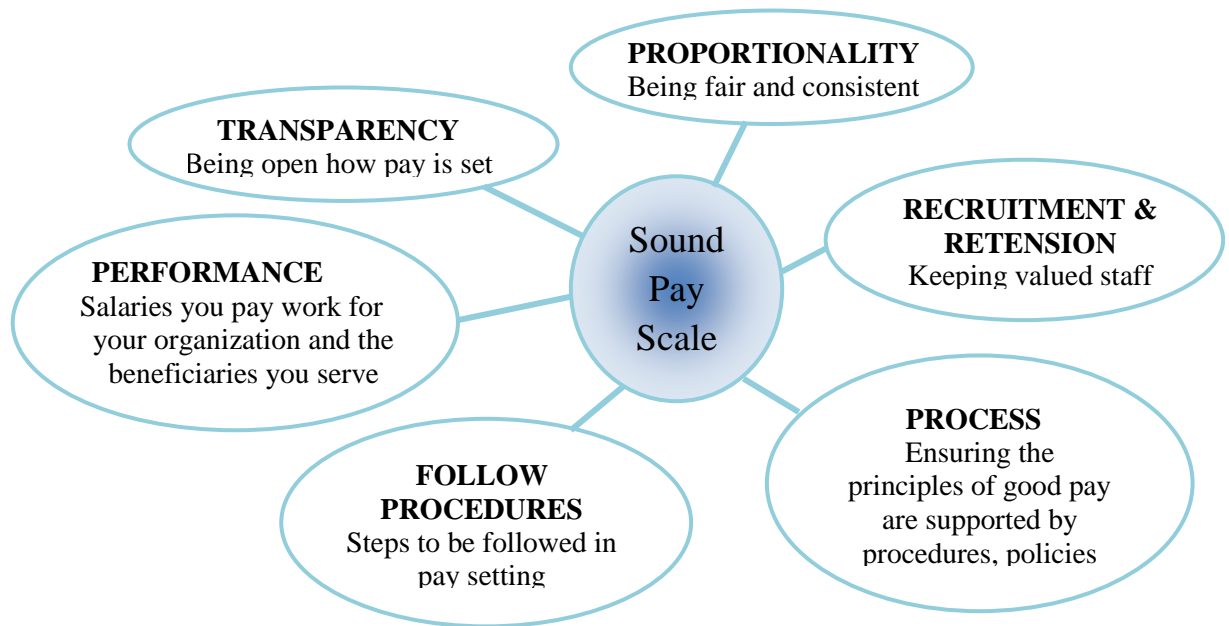 PROPORTIONALITY
Being fair and consistent
TRANSPARENCY
Being open how pay is set
RECRUITMENT &
RETENSION
Keeping valued staff
Sound
Pay
Scale
PERFORMANCE
Salaries you pay work for
your organization and the
beneficiaries you serve
PROCESS
Ensuring the
principles of good pay
are supported by
procedures, policies
FOLLOW
PROCEDURES
Steps to be followed in
pay setting